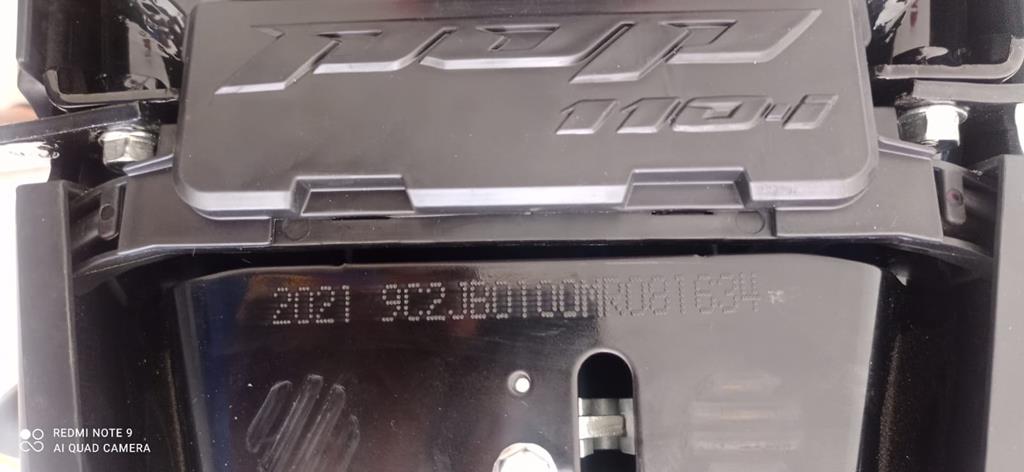 pop
110i
2021 9C2JB0100MR081634
REDMI NOTE 9
AI QUAD CAMERA